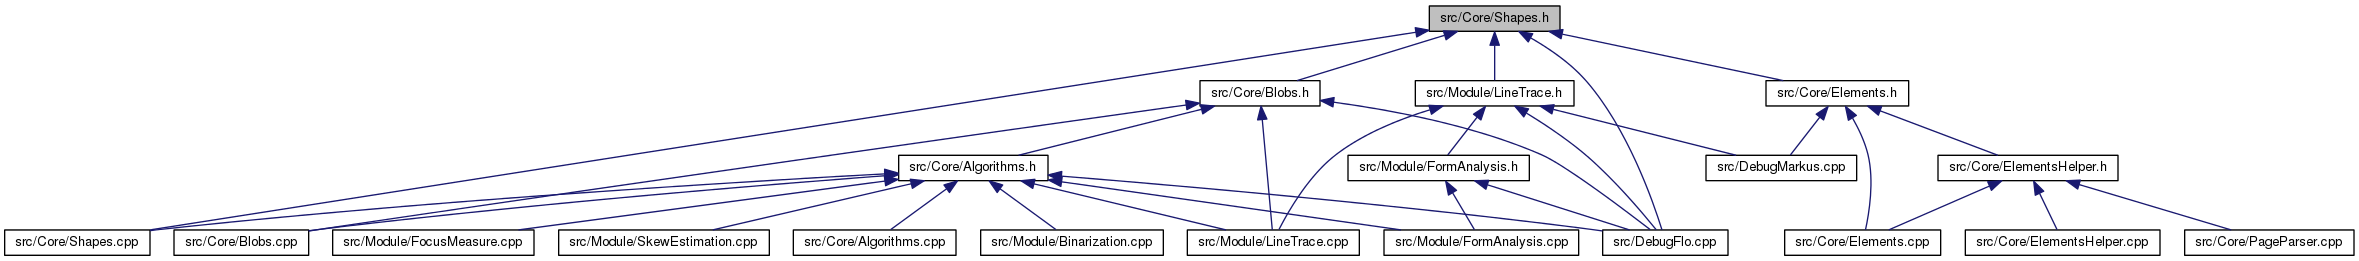 src/Core/Shapes.h
src/Core/Blobs.h
src/Module/LineTrace.h
src/Core/Elements.h
src/Core/Algorithms.h
src/Module/FormAnalysis.h
src/DebugMarkus.cpp
src/Core/ElementsHelper.h
src/Core/Shapes.cpp
src/Core/Blobs.cpp
src/Module/FocusMeasure.cpp
src/Module/SkewEstimation.cpp
src/Core/Algorithms.cpp
src/Module/Binarization.cpp
src/Module/LineTrace.cpp
src/Module/FormAnalysis.cpp
src/DebugFlo.cpp
src/Core/Elements.cpp
src/Core/ElementsHelper.cpp
src/Core/PageParser.cpp